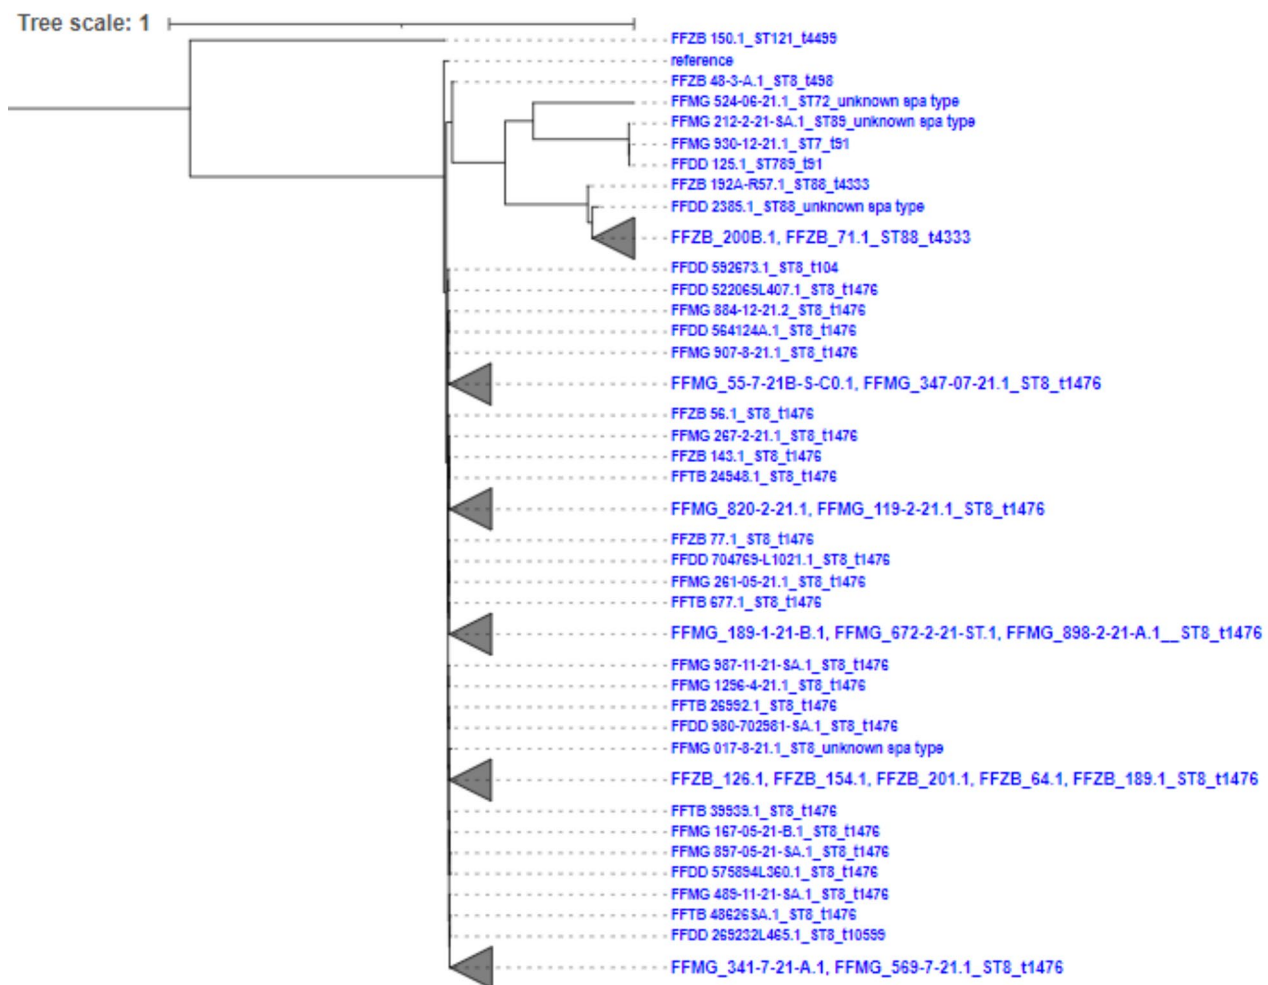 Tree scale: 1
FFZB 150.1_ST121_t4499
reference
FFZB 48-3-A.1_ST8_t498
FFMG 524-06-21.1_ST72_unknown spa type
FFMG 212-2-21-SA.1_ST89_unknown spa type
FFMG 930-12-21.1_ST7_t91
FFDD 125.1_ST789_t91
FFZB 192A-R57.1_ST88_t4333
FFDD 2385.1_ST88_unknown spa type
FFZB_200B.1, FFZB_71.1_ST88_t4333
FFDD 592673.1_ST8_t104
FFDD 522065L407.1_ST8_t1476
FFMG 884-12-21.2_ST8_t1476
FFDD 564124A.1_ST8_t1476
FFMG 907-8-21.1_ST8_t1476
FFMG_55-7-21B-S-C0.1, FFMG_347-07-21.1_ST8_t1476
FFZB 56.1_ST8_t1476
FFMG 267-2-21.1_ST8_t1476
FFZB 143.1_ST8_t1476
FFTB 24948.1_ST8_t1476
FFMG_820-2-21.1, FFMG_119-2-21.1_ST8_t1476
FFZB 77.1_ST8_t1476
FFDD 704769-L1021.1_ST8_t1476
FFMG 261-05-21.1_ST8_t1476
FFTB 677.1_ST8_t1476
FFMG_189-1-21-B.1, FFMG_672-2-21-ST.1, FFMG_898-2-21-A.1__ST8_t1476
FFMG 987-11-21-SA.1_ST8_t1476
FFMG 1296-4-21.1_ST8_t1476
FFTB 26992.1_ST8_t1476
FFDD 980-702981-SA.1_ST8_t1476
FFMG 017-8-21.1_ST8_unknown spa type
FFZB_126.1, FFZB_154.1, FFZB_201.1, FFZB_64.1, FFZB_189.1_ST8_t1476
FFTB 39939.1_ST8_t1476
FFMG 167-05-21-B.1_ST8_t1476
FFMG 897-05-21-SA.1_ST8_t1476
FFDD 575894L360.1_ST8_t1476
FFMG 489-11-21-SA.1_ST8_t1476
FFTB 48626SA.1_ST8_t1476
FFDD 269232L465.1_ST8_t10599
FFMG_341-7-21-A.1, FFMG_569-7-21.1_ST8_t1476